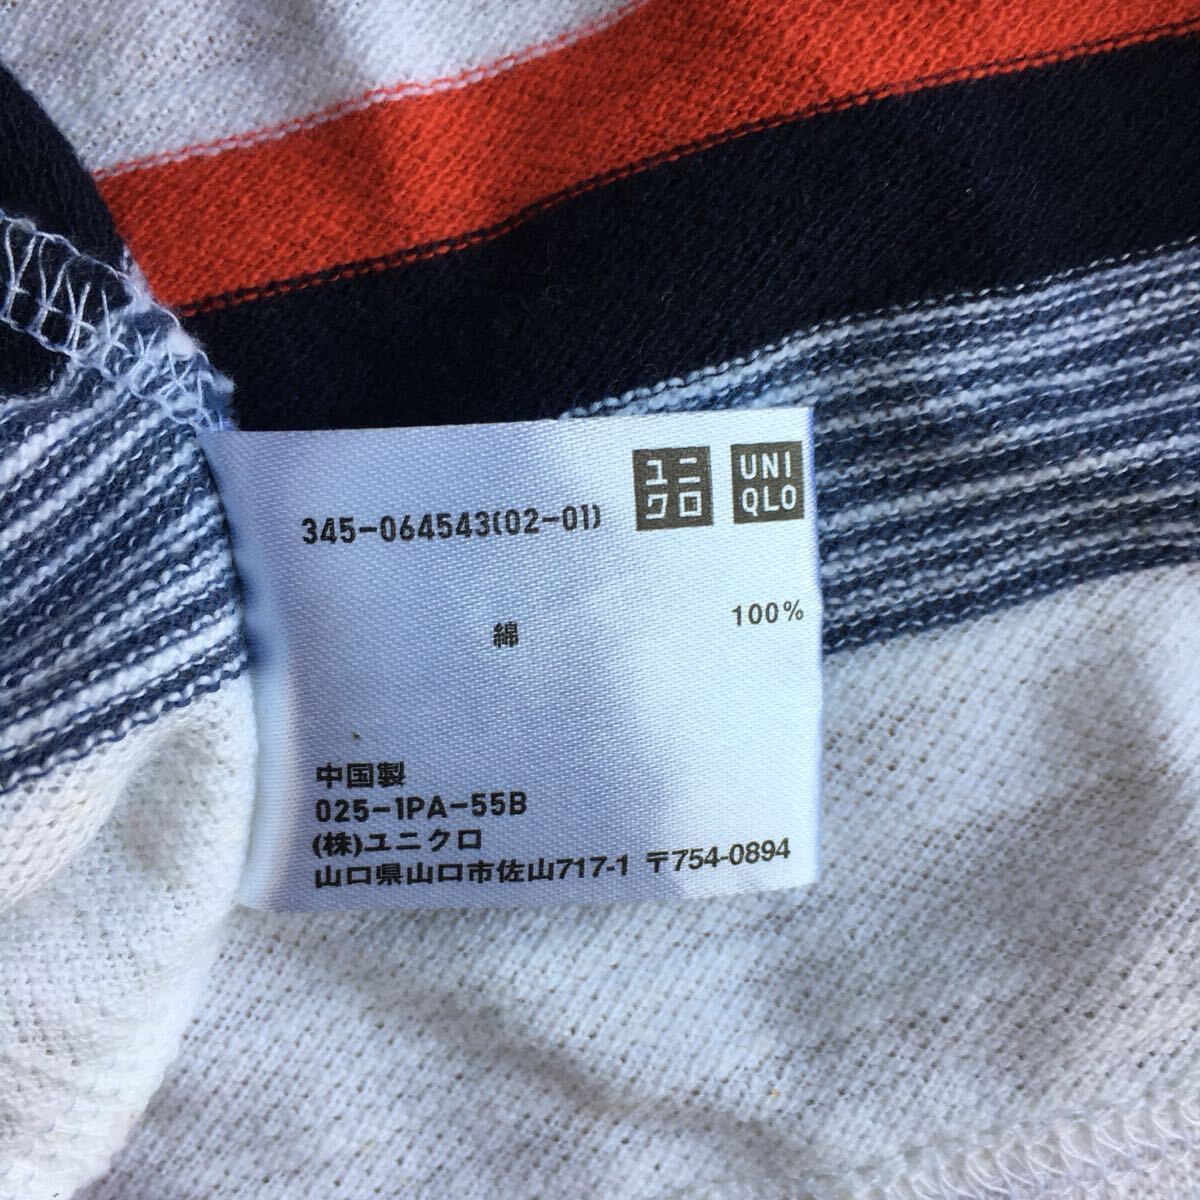 ユニ
クロ
UNI
QLO
345-064543(02-01)
綿 100%
中国製
025-1PA-55B
(株)ユニクロ
山口県山口市佐山717-1 〒754-0894